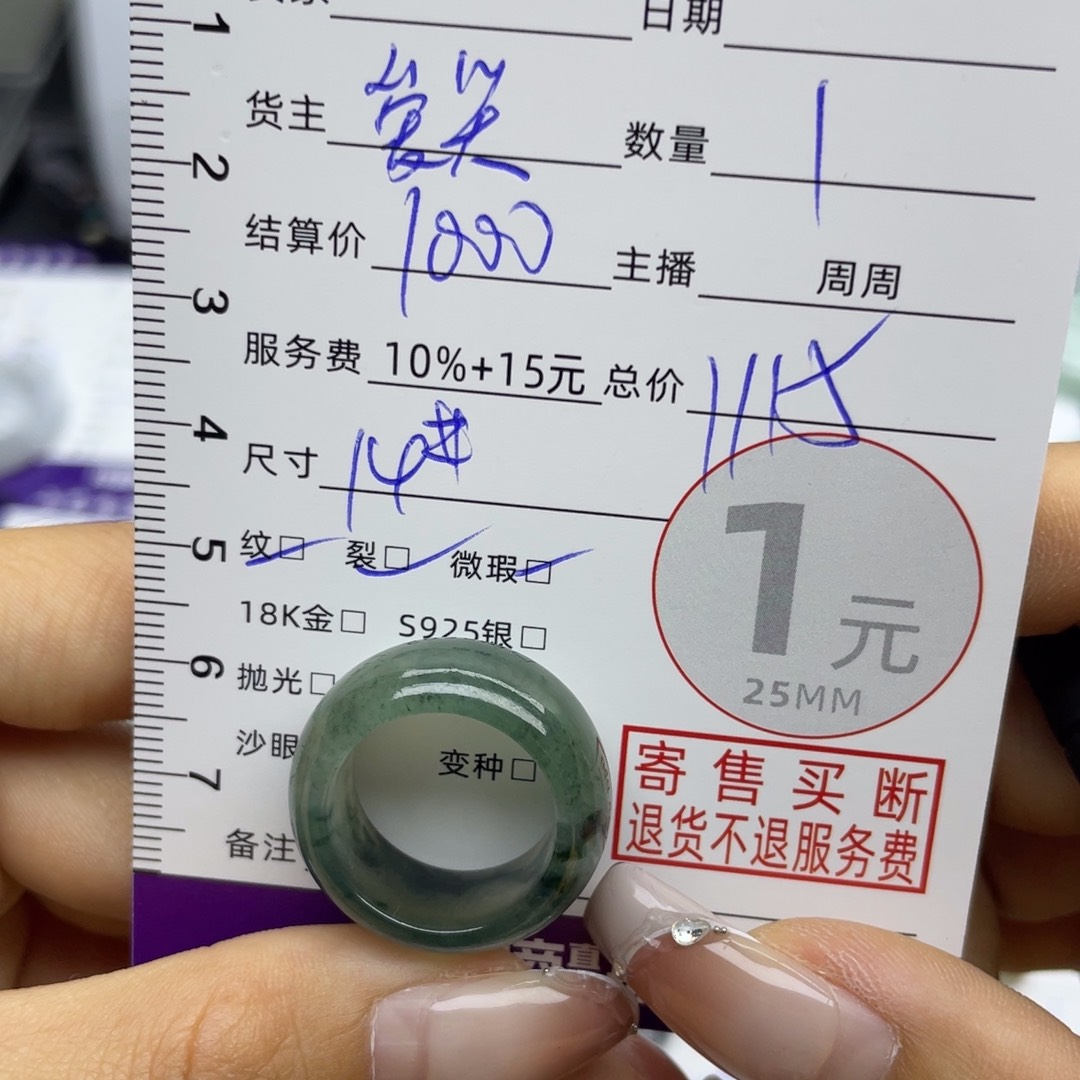 日期
货主 数量 1
结算价 1000 主播 周周
服务费 10%+15元 总价 1115
尺寸 14#
纹□ 裂□ 微瑕□
18K金□ S925银□
抛光□
沙眼
变种□
备注
1元
25MM
寄售买断
退货不退服务费
1
2
3
4
5
6
7